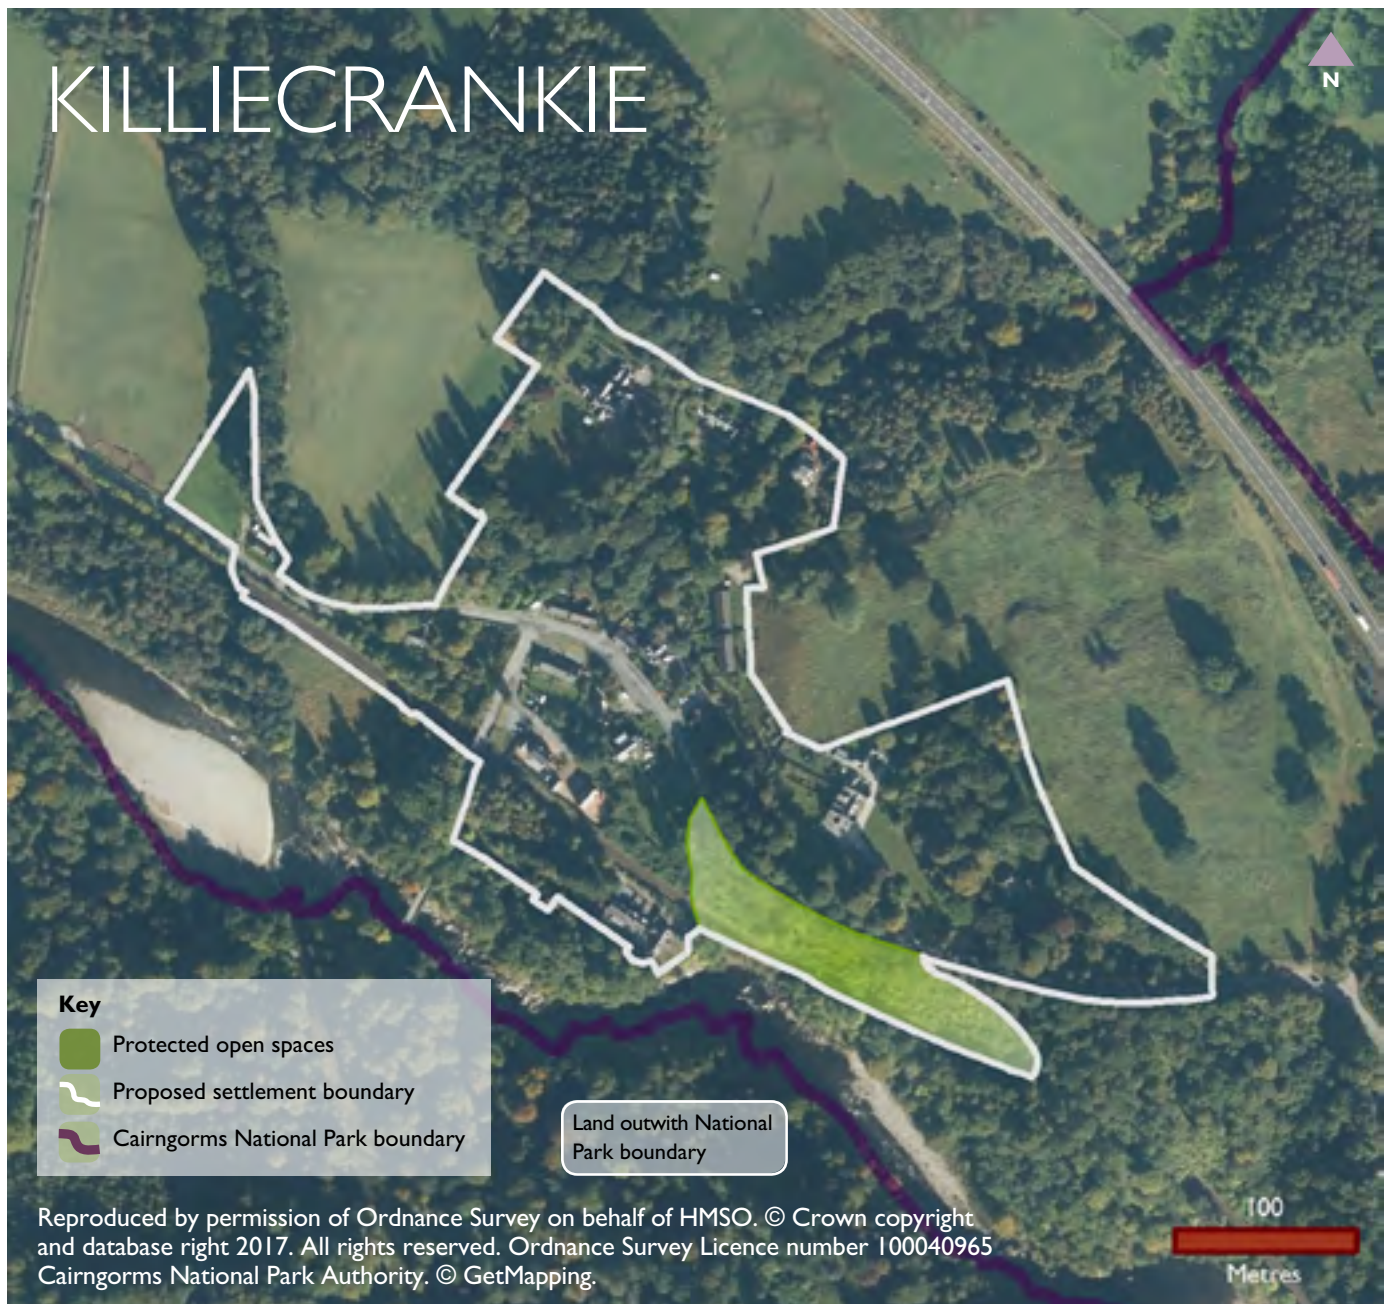 KILLIECRANKIE
N
Key
Protected open spaces
Proposed settlement boundary
Cairngorms National Park boundary
Land outwith National
Park boundary
Reproduced by permission of Ordnance Survey on behalf of HMSO. © Crown copyright
and database right 2017. All rights reserved. Ordnance Survey Licence number 100040965
Cairngorms National Park Authority. © GetMapping.
100
Metres